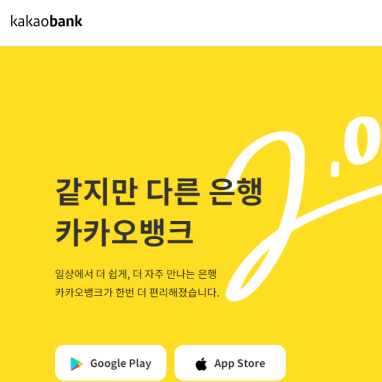 kakaobank
2.0
같지만 다른 은행
카카오뱅크
일상에서 더 쉽게, 더 자주 만나는 은행
카카오뱅크가 한번 더 편리해졌습니다.
Google Play
App Store